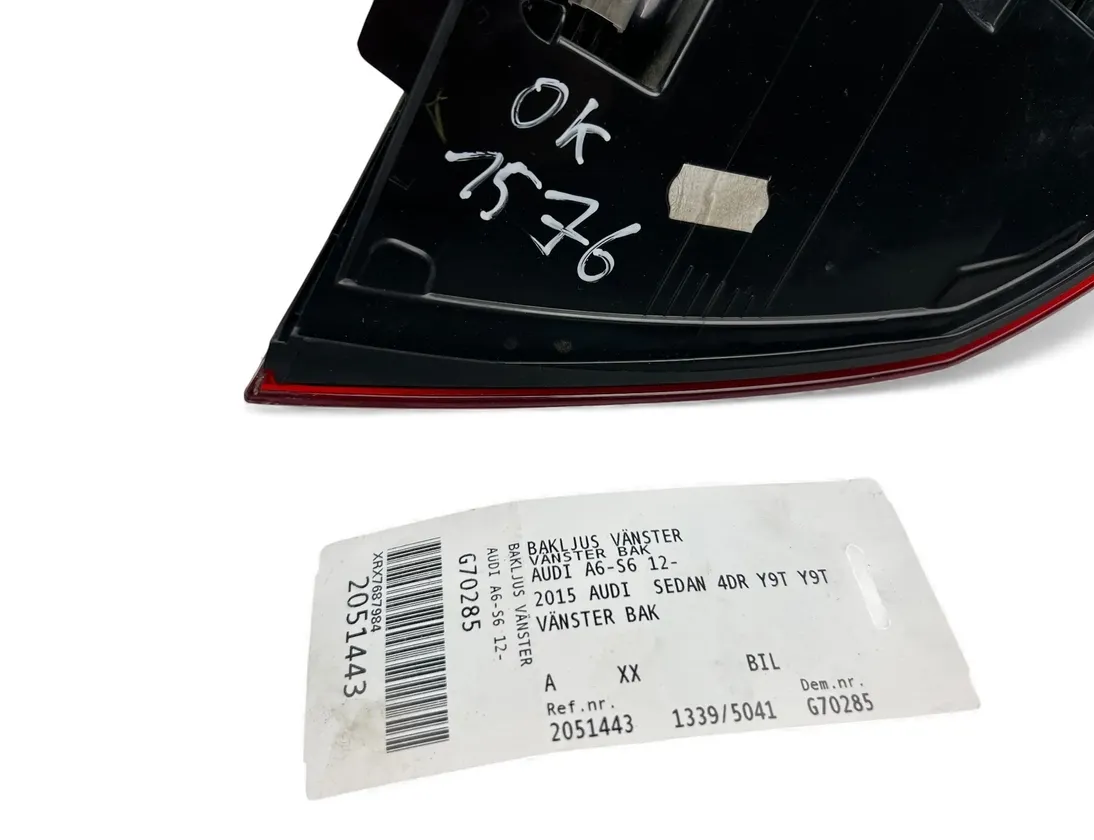 OK
7576
BAKLJUS VÄNSTER
VÄNSTER BAK
AUDI A6-S6 12-
2015 AUDI SEDAN 4DR Y9T Y9T
VÄNSTER BAK
A XX BIL
Ref.nr. Dem.nr.
2051443 1339/5041 G70285
BAKLJUS VÄNSTER
AUDI A6-S6 12-
G70285
XRX7687984
2051443